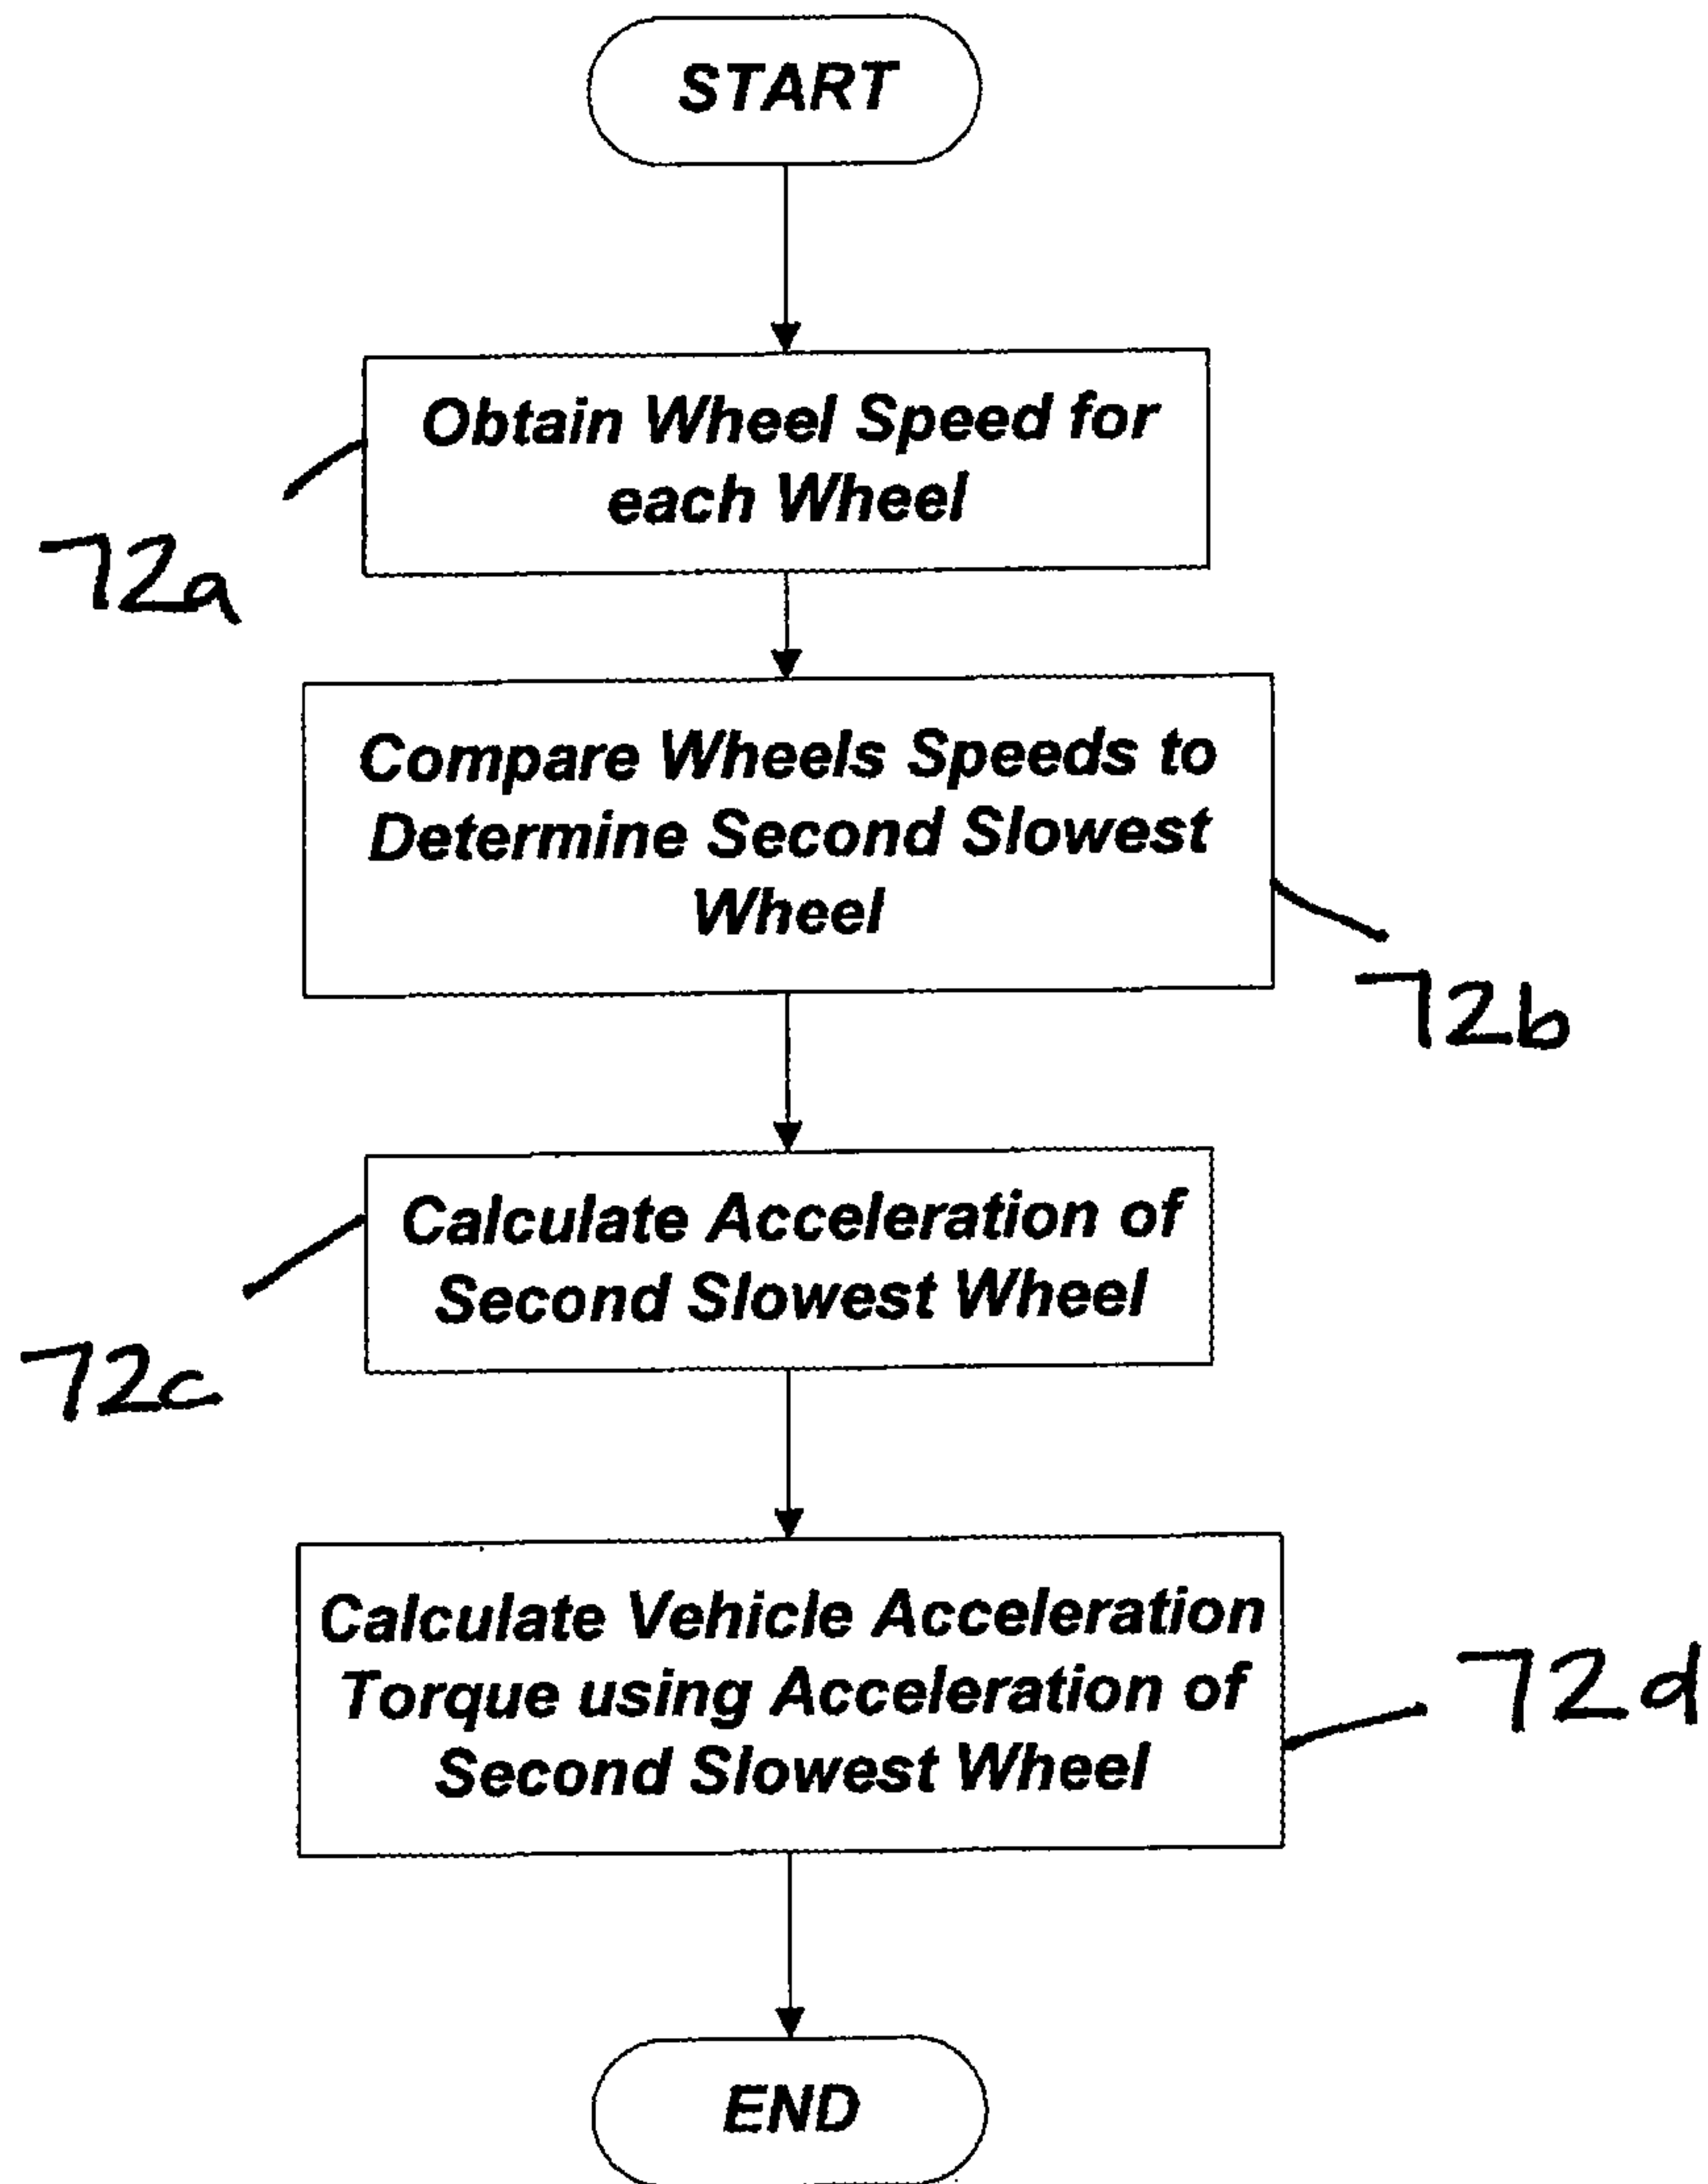 START
Obtain Wheel Speed for
each Wheel
72a
Compare Wheels Speeds to
Determine Second Slowest
Wheel
72b
Calculate Acceleration of
Second Slowest Wheel
72c
Calculate Vehicle Acceleration
Torque using Acceleration of
Second Slowest Wheel
72d
END